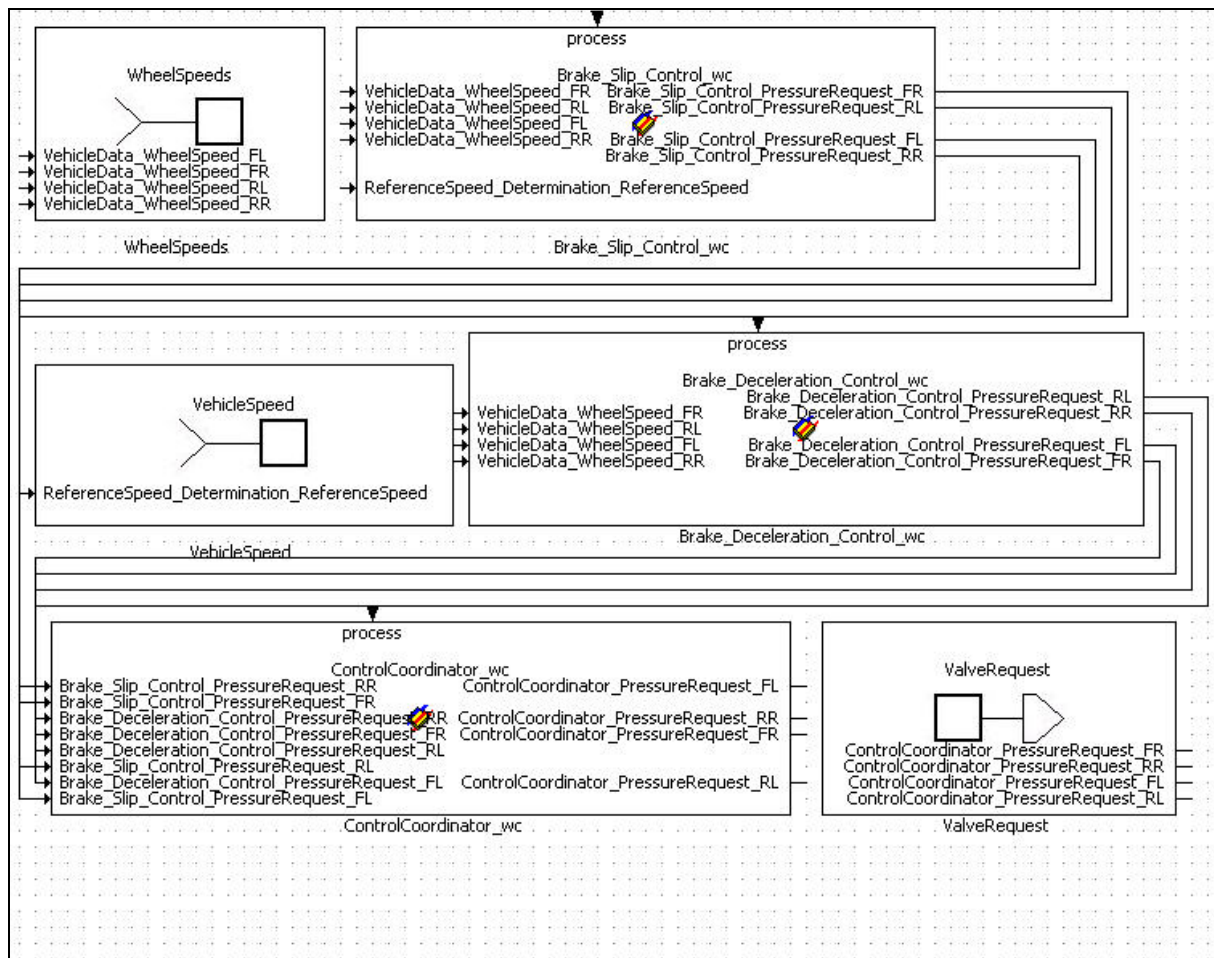 process
WheelSpeeds
VehicleData_WheelSpeed_FL
VehicleData_WheelSpeed_FR
VehicleData_WheelSpeed_RL
VehicleData_WheelSpeed_RR
WheelSpeeds
Brake_Slip_Control_wc
VehicleData_WheelSpeed_FR Brake_Slip_Control_PressureRequest_FR
VehicleData_WheelSpeed_RL Brake_Slip_Control_PressureRequest_RL
VehicleData_WheelSpeed_FL
VehicleData_WheelSpeed_RR Brake_Slip_Control_PressureRequest_FL
Brake_Slip_Control_PressureRequest_RR
ReferenceSpeed_Determination_ReferenceSpeed
Brake_Slip_Control_wc
VehicleSpeed
ReferenceSpeed_Determination_ReferenceSpeed
VehicleSpeed
process
Brake_Deceleration_Control_wc
Brake_Deceleration_Control_PressureRequest_RL
VehicleData_WheelSpeed_FR Brake_Deceleration_Control_PressureRequest_RR
VehicleData_WheelSpeed_RL
VehicleData_WheelSpeed_FL Brake_Deceleration_Control_PressureRequest_FL
VehicleData_WheelSpeed_RR Brake_Deceleration_Control_PressureRequest_FR
Brake_Deceleration_Control_wc
process
ControlCoordinator_wc
Brake_Slip_Control_PressureRequest_RR ControlCoordinator_PressureRequest_FL
Brake_Slip_Control_PressureRequest_FR
Brake_Deceleration_Control_PressureRequest_RR ControlCoordinator_PressureRequest_RR
Brake_Deceleration_Control_PressureRequest_FR ControlCoordinator_PressureRequest_FR
Brake_Deceleration_Control_PressureRequest_RL
Brake_Slip_Control_PressureRequest_RL
Brake_Deceleration_Control_PressureRequest_FL ControlCoordinator_PressureRequest_RL
Brake_Slip_Control_PressureRequest_FL
ControlCoordinator_wc
ValveRequest
ControlCoordinator_PressureRequest_FR
ControlCoordinator_PressureRequest_RR
ControlCoordinator_PressureRequest_FL
ControlCoordinator_PressureRequest_RL
ValveRequest